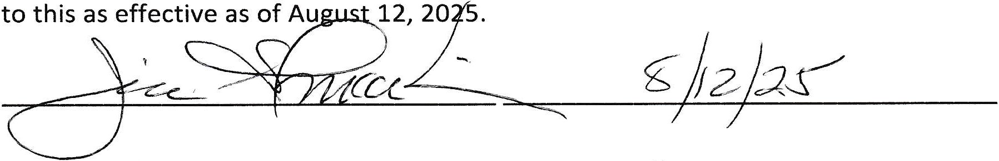 to this as effective as of August 12, 2025.
8/12/25